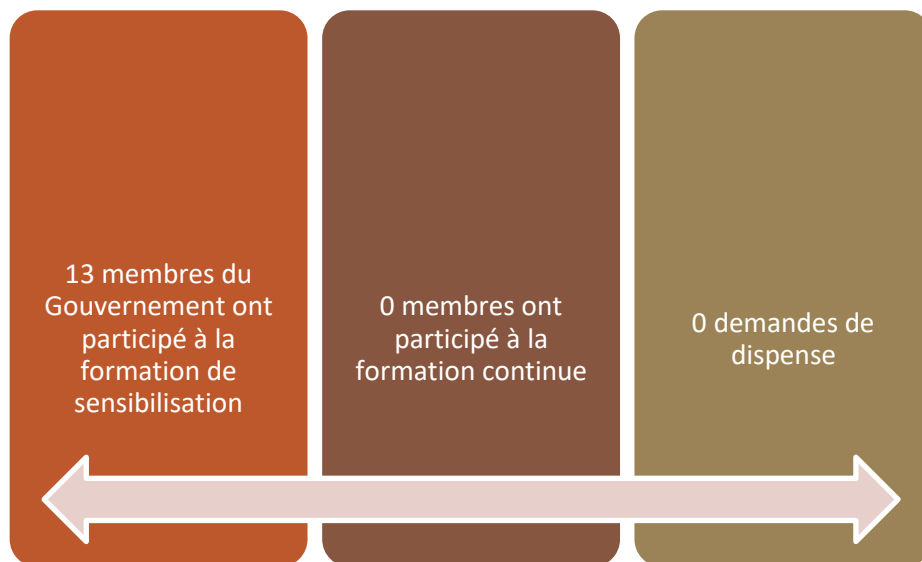 13 membres du
Gouvernement ont
participé à la
formation de
sensibilisation
0 membres ont
participé à la
formation continue
0 demandes de
dispense